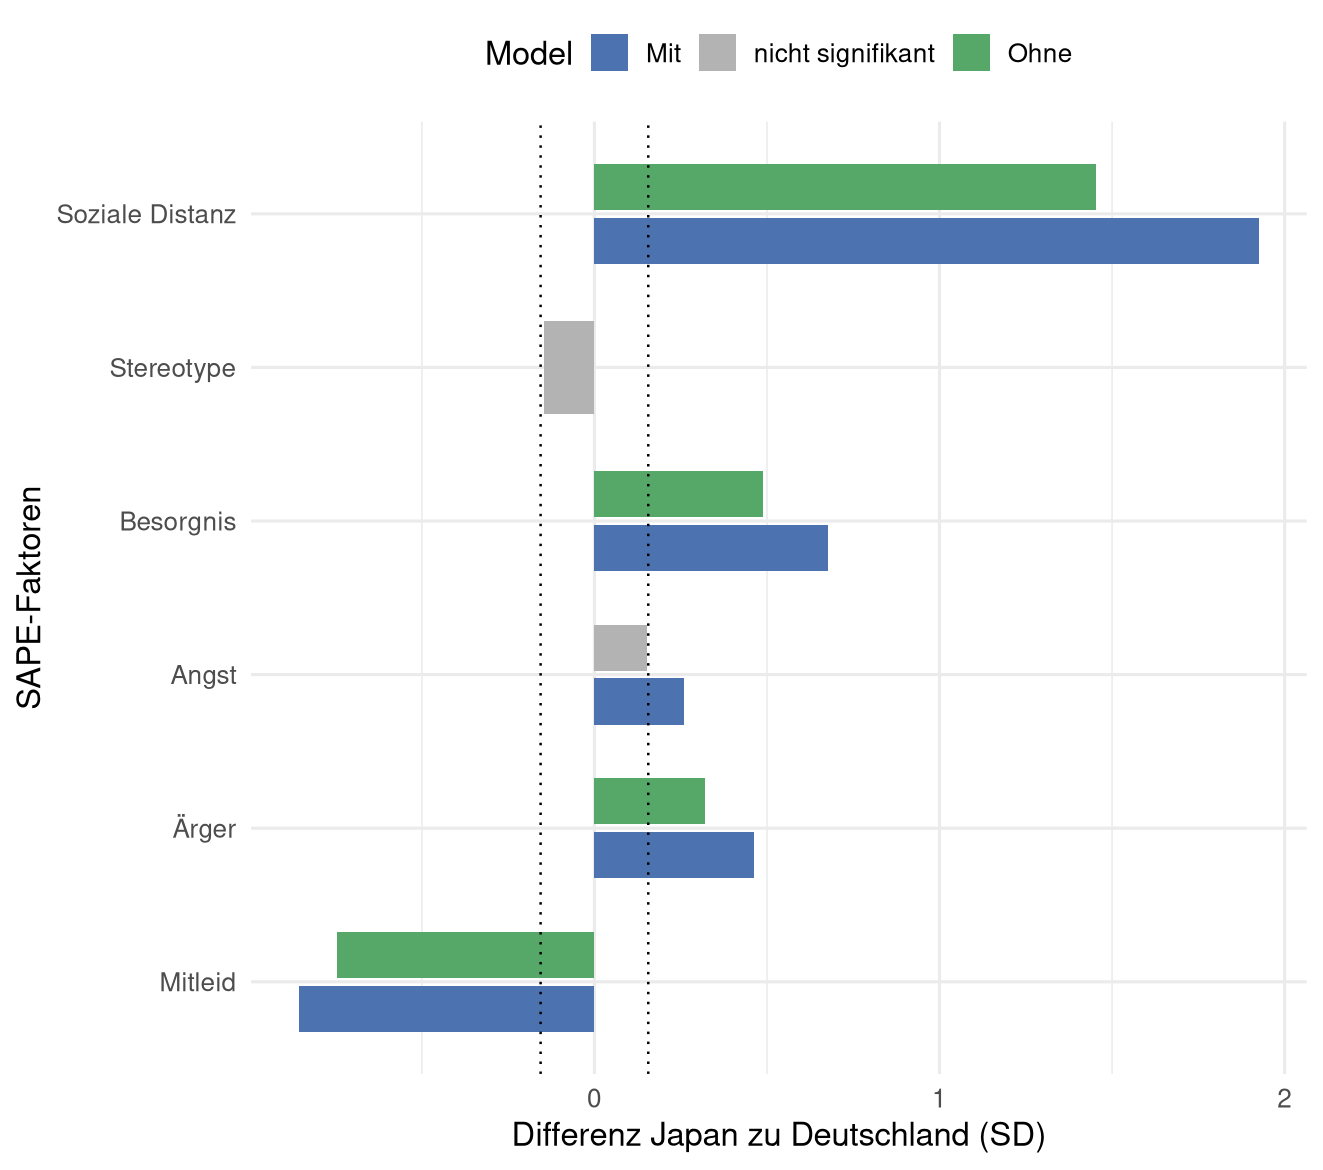 Model Mit nicht signifikant Ohne
Soziale Distanz
Stereotype
Besorgnis
Angst
Ärger
Mitleid
SAPE-Faktoren
0 1 2
Differenz Japan zu Deutschland (SD)